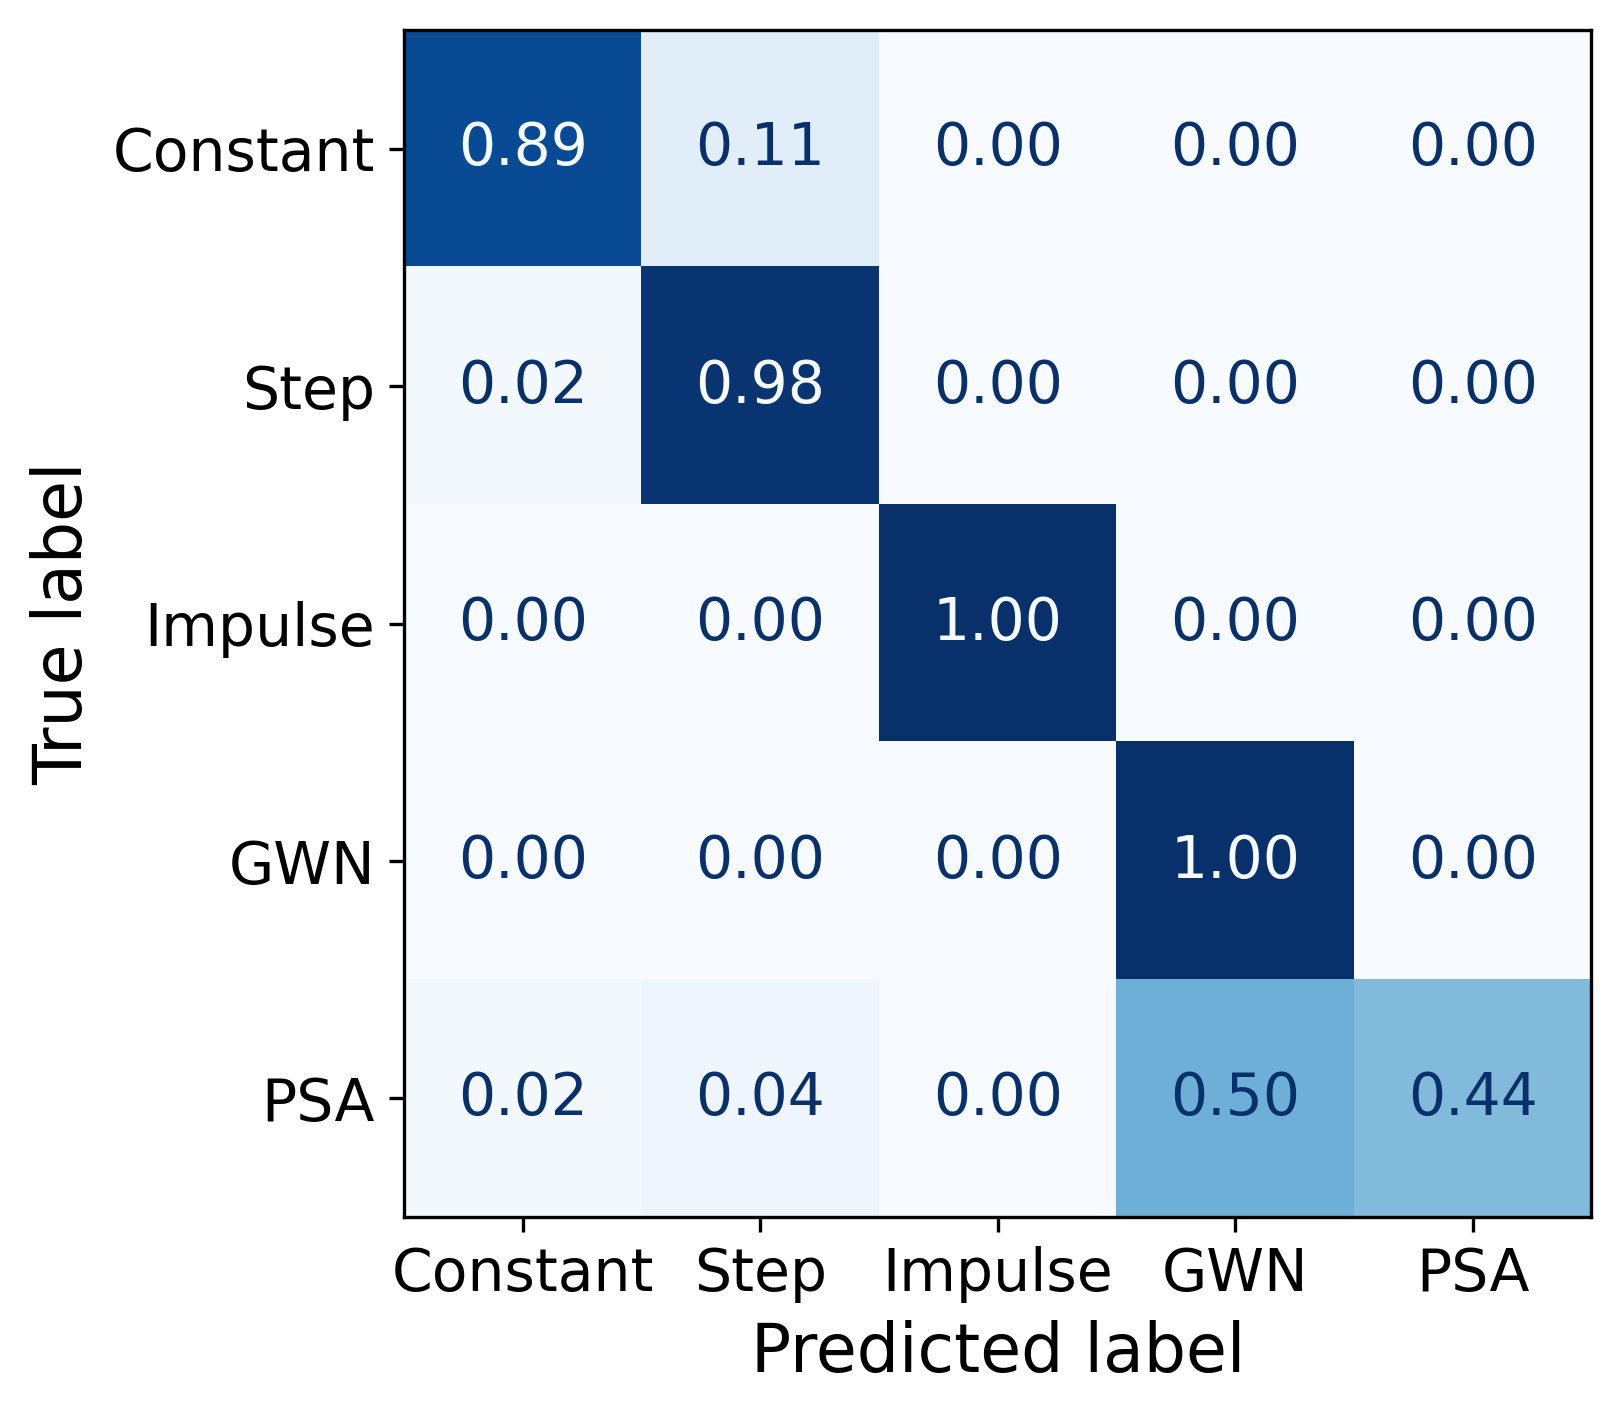 Constant 0.89 0.11 0.00 0.00 0.00
Step 0.02 0.98 0.00 0.00 0.00
Impulse 0.00 0.00 1.00 0.00 0.00
GWN 0.00 0.00 0.00 1.00 0.00
PSA 0.02 0.04 0.00 0.50 0.44
Constant Step Impulse GWN PSA
Predicted label
True label